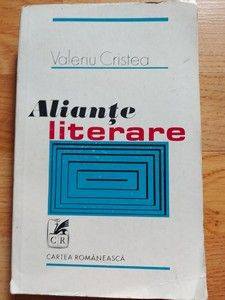 Valeriu Cristea
Alianțe
literare
CR
CARTEA ROMÂNEASCĂ